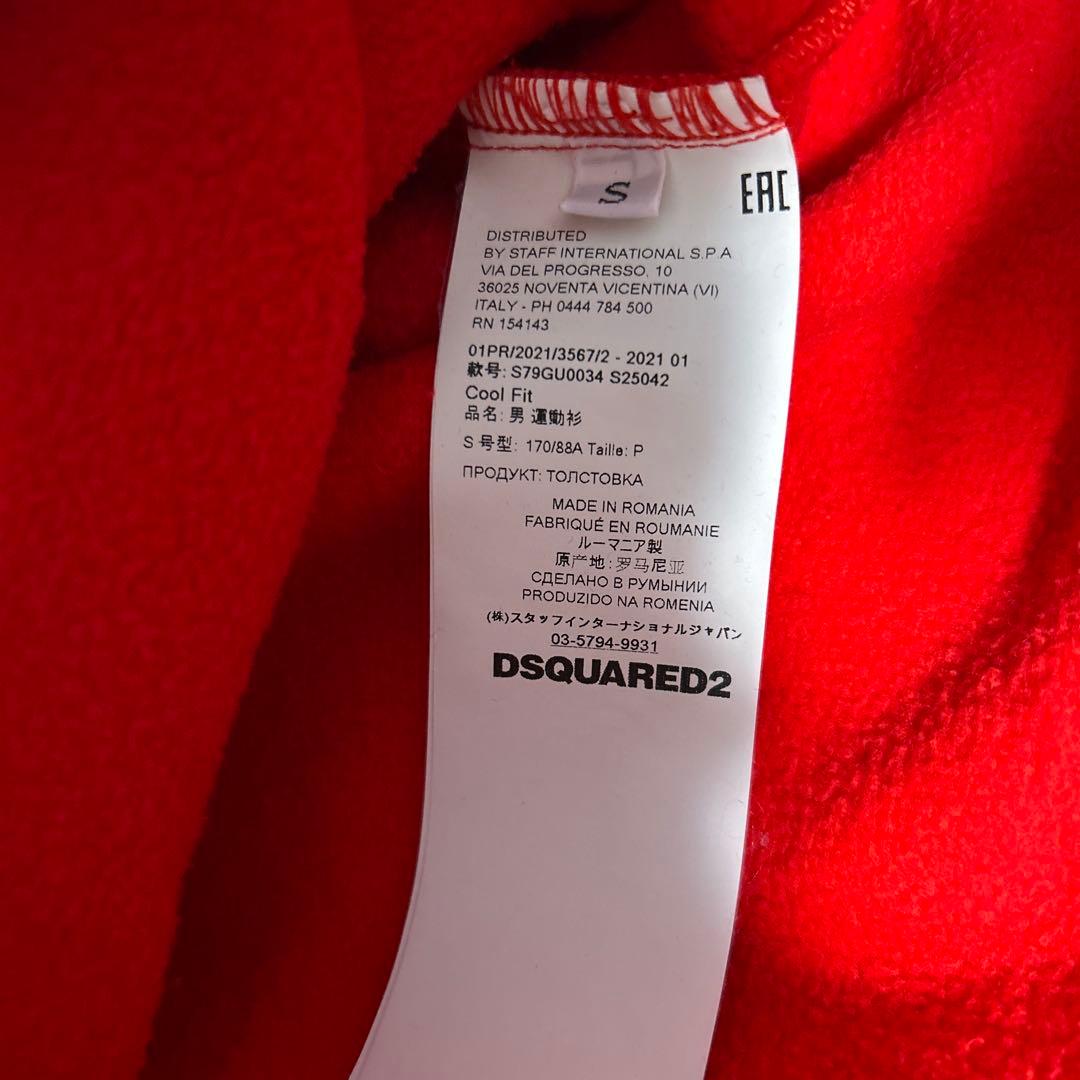 S
EAC
DISTRIBUTED
BY STAFF INTERNATIONAL S.P.A
VIA DEL PROGRESSO, 10
36025 NOVENTA VICENTINA (VI)
ITALY - PH 0444 784 500
RN 154143
01PR/2021/3567/2 - 2021 01
款号: S79GU0034 S25042
Cool Fit
品名: 男 運動衫
S 号型: 170/88A Taille: P
ПРОДУКТ: ТОЛСТОВКА
MADE IN ROMANIA
FABRIQUÉ EN ROUMANIE
ルーマニア製
原产地: 罗马尼亚
СДЕЛАНО В РУМЫНИИ
PRODUZIDO NA ROMENIA
(株)スタッフインターナショナルジャパン
03-5794-9931
DSQUARED2